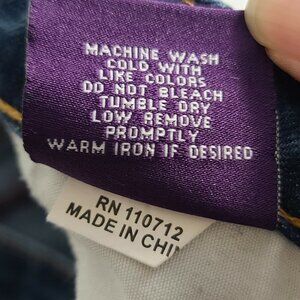 MACHINE WASH
COLD WITH
LIKE COLORS
DO NOT BLEACH
TUMBLE DRY
LOW REMOVE
PROMPTLY
WARM IRON IF DESIRED
RN 110712
MADE IN CHI